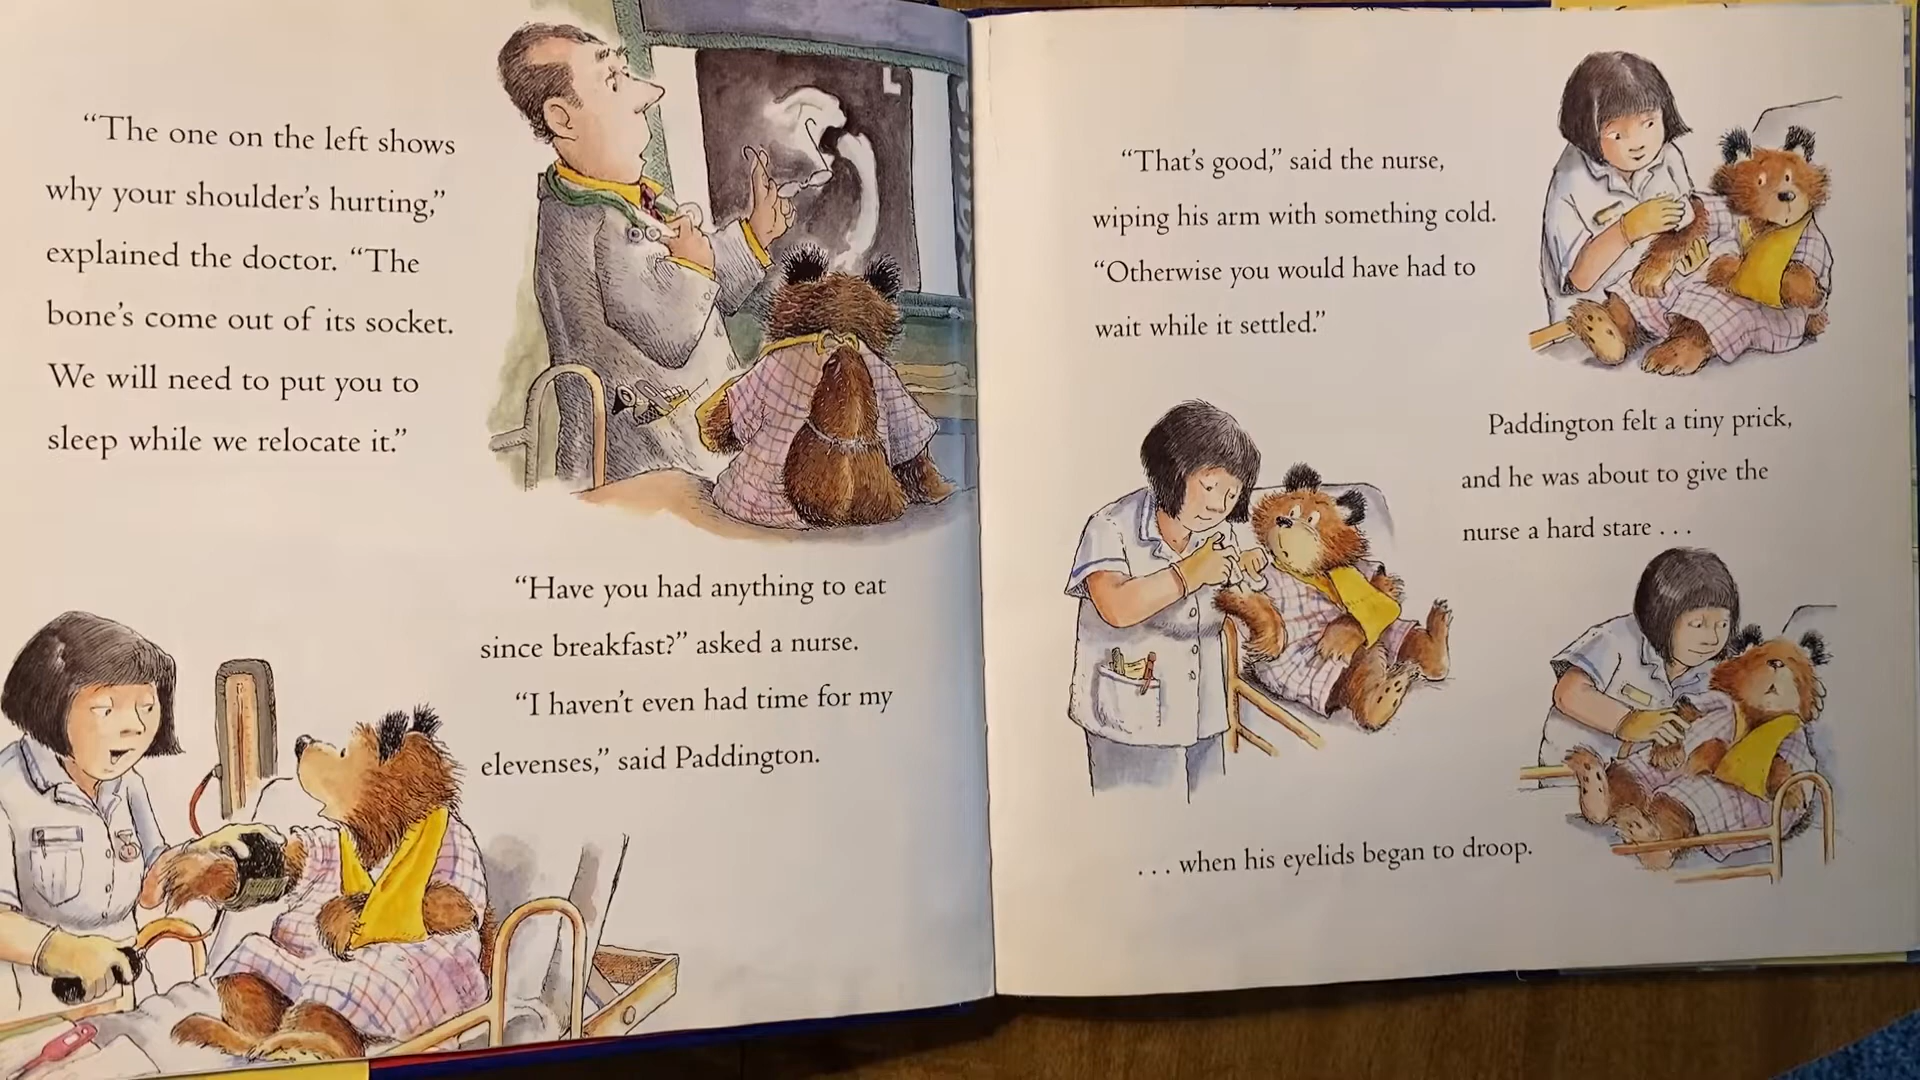 “The one on the left shows
why your shoulder’s hurting,”
explained the doctor. “The
bone’s come out of its socket.
We will need to put you to
sleep while we relocate it.”
L
“Have you had anything to eat
since breakfast?” asked a nurse.
“I haven’t even had time for my
elevenses,” said Paddington.
“That’s good,” said the nurse,
wiping his arm with something cold.
“Otherwise you would have had to
wait while it settled.”
Paddington felt a tiny prick,
and he was about to give the
nurse a hard stare . . .
. . . when his eyelids began to droop.